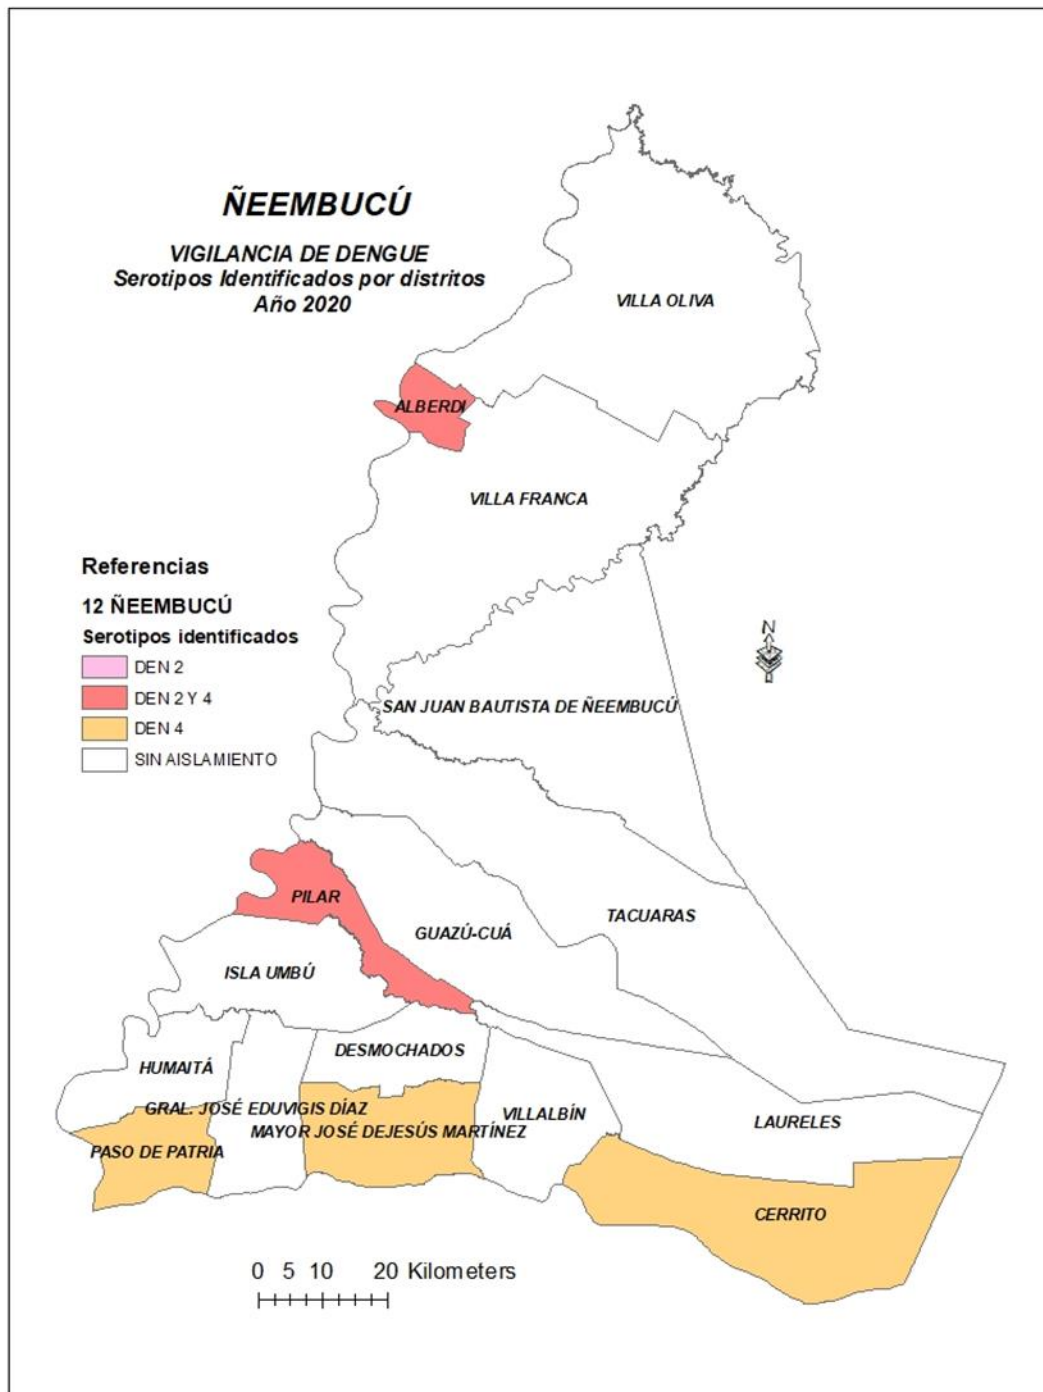 ÑEEMBUCÚ
VIGILANCIA DE DENGUE
Serotipos Identificados por distritos
Año 2020
VILLA OLIVA
ALBERDI
VILLA FRANCA
Referencias
12 ÑEEMBUCÚ
Serotipos identificados
DEN 2
DEN 2 Y 4
DEN 4
SIN AISLAMIENTO
N
SAN JUAN BAUTISTA DE ÑEEMBUCÚ
PILAR
GUAZÚ-CUÁ
TACUARAS
ISLA UMBÚ
DESMOCHADOS
HUMAITÁ
GRAL. JOSÉ EDUVIGIS DÍAZ
VILLALBÍN
LAURELES
MAYOR JOSÉ DEJESÚS MARTÍNEZ
PASO DE PATRIA
CERRITO
0 5 10 20 Kilometers